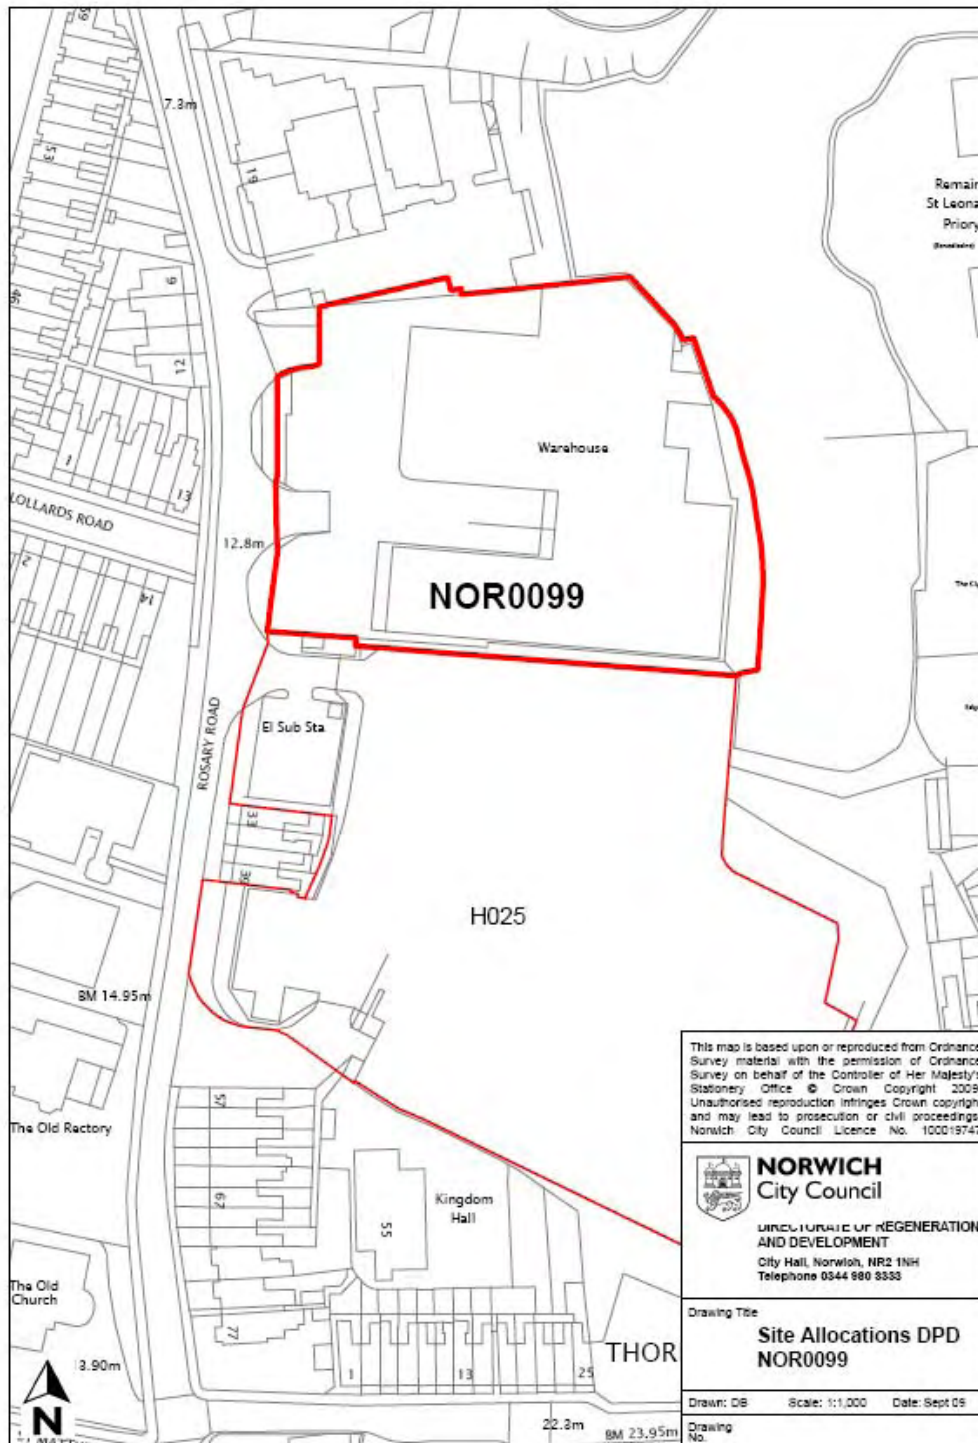 59
7.3m
53
19
Remain
St Leona
Priory
9
46
12
1
13
Warehouse
LOLLARDS ROAD
12.8m
2
14
NOR0099
ROSARY ROAD
El Sub Sta
33
39
H025
BM 14.95m
The Old Rectory
57
67
Kingdom
Hall
55
The Old
Church
77
3.90m
1
13
25
THOR
22.3m
BM 23.95m
N
This map is based upon or reproduced from Ordnance
Survey material with the permission of Ordnance
Survey on behalf of the Controller of Her Majesty's
Stationery Office © Crown Copyright 2009
Unauthorised reproduction infringes Crown copyrigh
and may lead to prosecution or civil proceedings
Norwich City Council Licence No. 100019747
NORWICH
City Council
DIRECTORATE OF REGENERATION
AND DEVELOPMENT
City Hall, Norwich, NR2 1NH
Telephone 0344 980 3333
Drawing Title
Site Allocations DPD
NOR0099
Drawn: DB Scale: 1:1,000 Date: Sept 09
Drawing
No.